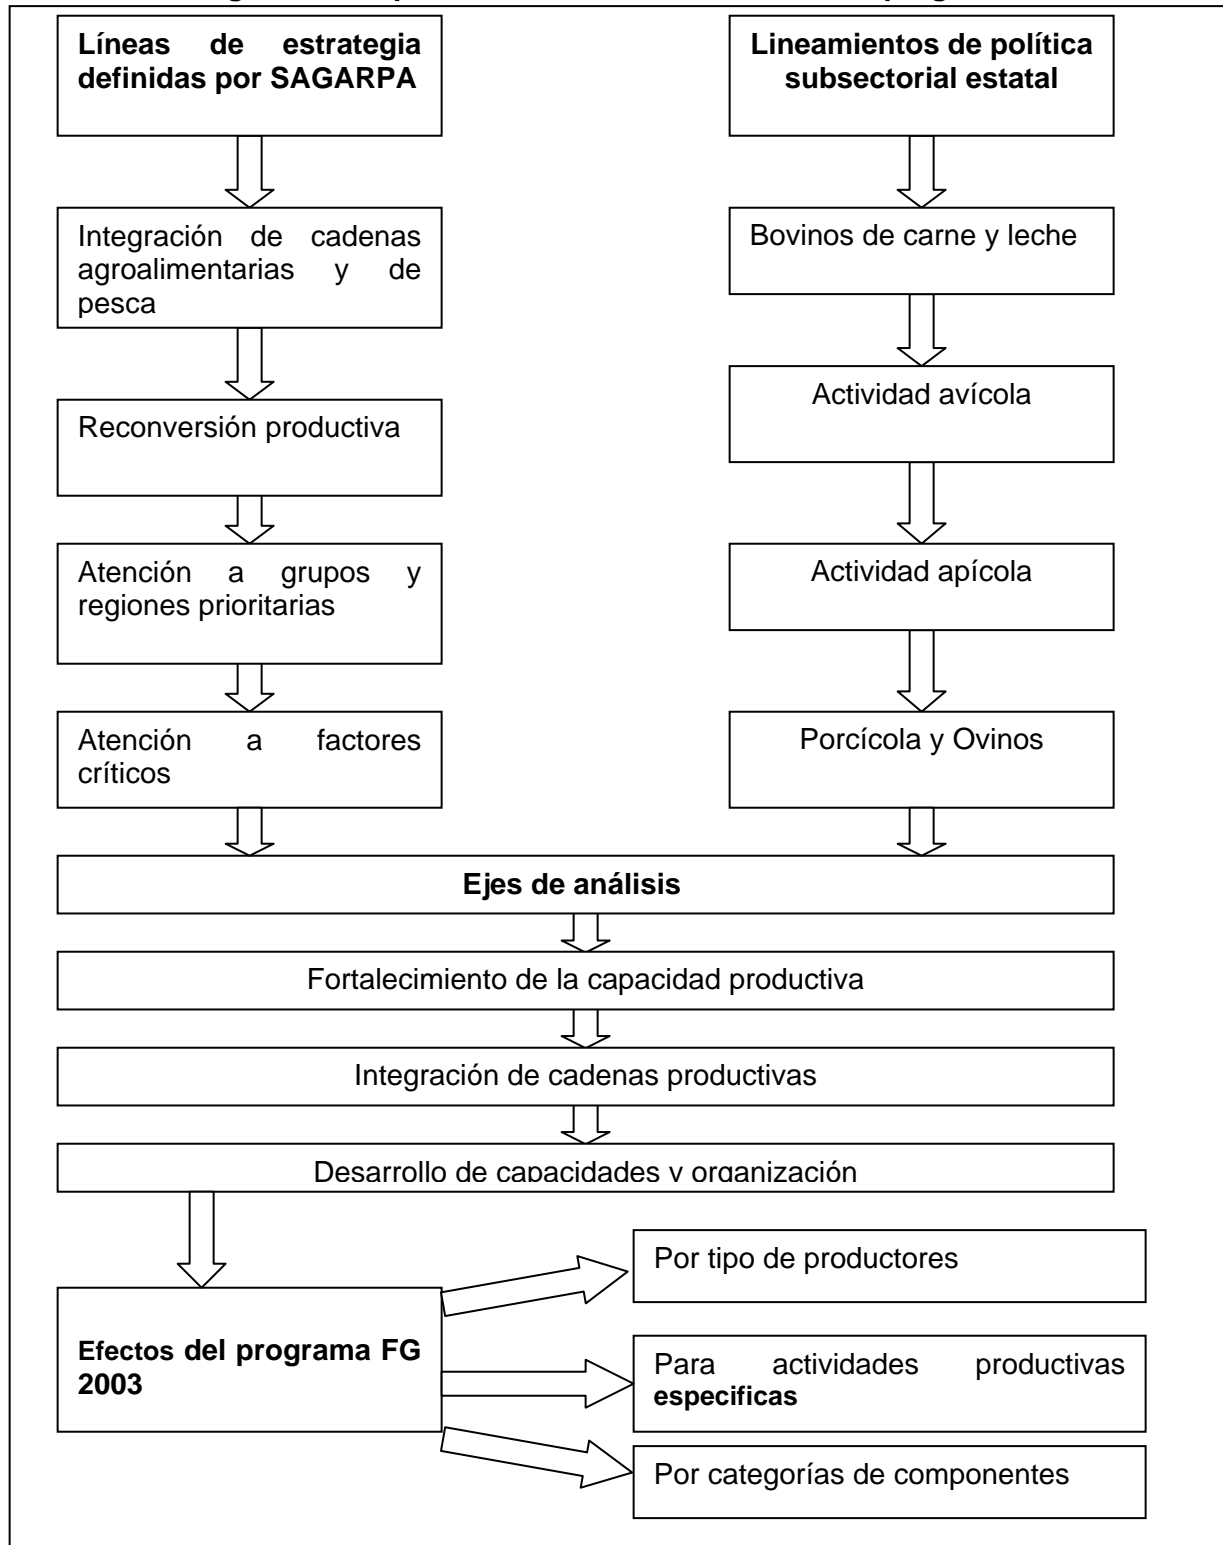 Líneas de estrategia
definidas por SAGARPA
Integración de cadenas
agroalimentarias y de
pesca
Reconversión productiva
Atención a grupos y
regiones prioritarias
Atención a factores
críticos
Lineamientos de política
subsectorial estatal
Bovinos de carne y leche
Actividad avícola
Actividad apícola
Porcícola y Ovinos
Ejes de análisis
Fortalecimiento de la capacidad productiva
Integración de cadenas productivas
Desarrollo de capacidades y organización
Efectos del programa FG
2003
Por tipo de productores
Para actividades productivas
especificas
Por categorías de componentes